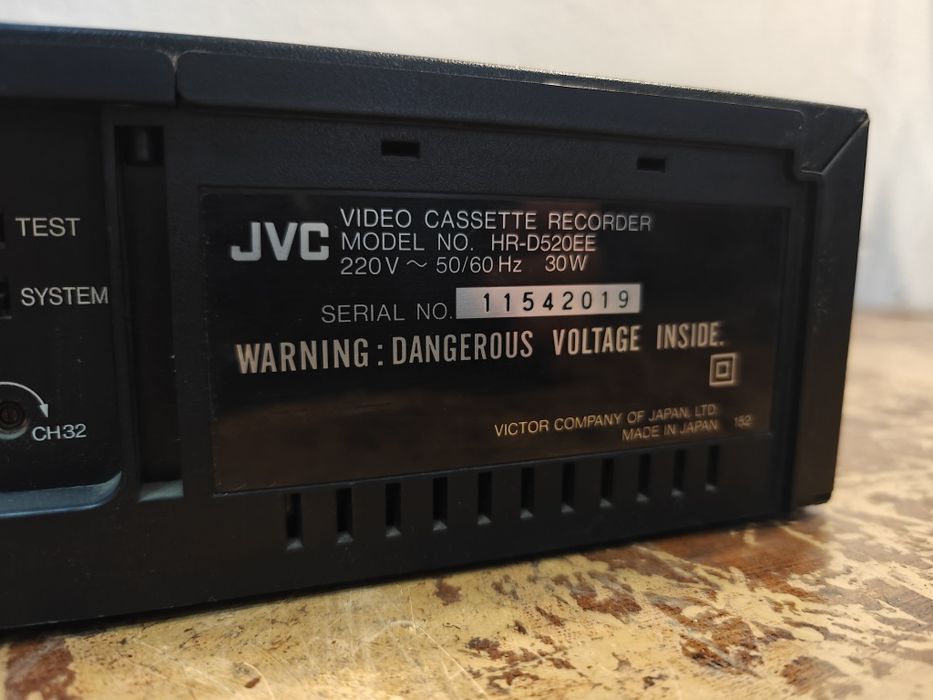 TEST
SYSTEM
CH32
JVC
VIDEO CASSETTE RECORDER
MODEL NO. HR-D520EE
220V ~ 50/60Hz 30W
SERIAL NO. 11542019
WARNING: DANGEROUS VOLTAGE INSIDE.
VICTOR COMPANY OF JAPAN, LTD.
MADE IN JAPAN 152